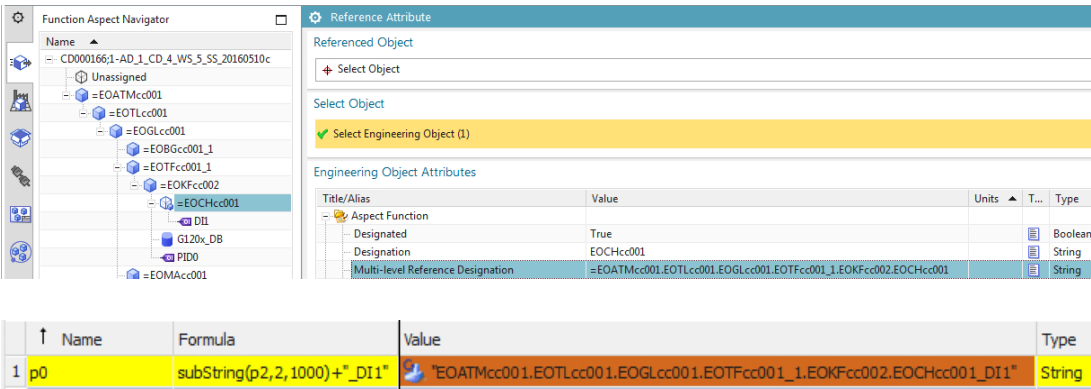 Function Aspect Navigator
Name
CD000166;1-AD_1_CD_4_WS_5_SS_20160510c
Unassigned
=EOATMcc001
=EOTLcc001
=EOGLcc001
=EOBGcc001_1
=EOTFcc001_1
=EOKFcc002
=EOCHcc001
DI1
G120x_DB
PID0
=EOMAcc001
Reference Attribute
Referenced Object
Select Object
Select Object
Select Engineering Object (1)
Engineering Object Attributes
Title/Alias Value Units T... Type
Aspect Function
Designated True Boolean
Designation EOCHcc001 String
Multi-level Reference Designation =EOATMcc001.EOTLcc001.EOGLcc001.EOTFcc001_1.EOKFcc002.EOCHcc001 String
↑ Name Formula Value Type
1 p0 subString(p2,2,1000)+"_DI1" "EOATMcc001.EOTLcc001.EOGLcc001.EOTFcc001_1.EOKFcc002.EOCHcc001_DI1" String